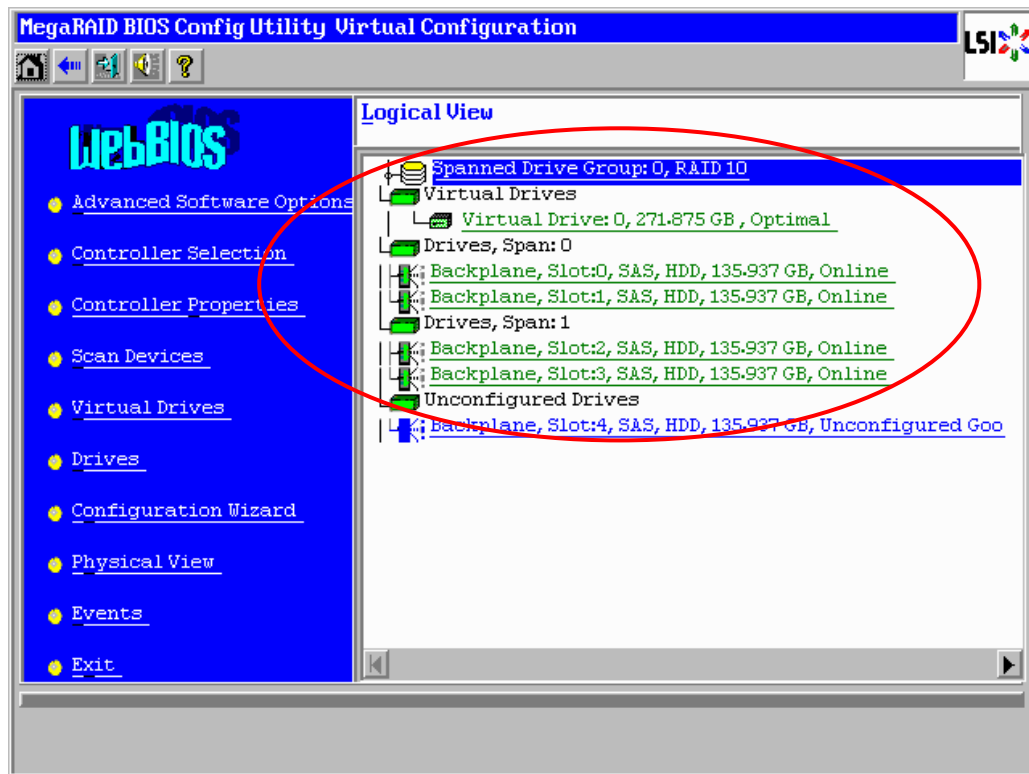 MegaRAID BIOS Config Utility Virtual Configuration
LSI
WebBIOS
Advanced Software Options
Controller Selection
Controller Properties
Scan Devices
Virtual Drives
Drives
Configuration Wizard
Physical View
Events
Exit
Logical View
Spanned Drive Group: 0, RAID 10
Virtual Drives
Virtual Drive: 0, 271.875 GB, Optimal
Drives, Span: 0
Backplane, Slot:0, SAS, HDD, 135.937 GB, Online
Backplane, Slot:1, SAS, HDD, 135.937 GB, Online
Drives, Span: 1
Backplane, Slot:2, SAS, HDD, 135.937 GB, Online
Backplane, Slot:3, SAS, HDD, 135.937 GB, Online
Unconfigured Drives
Backplane, Slot:4, SAS, HDD, 135.937 GB, Unconfigured Goo